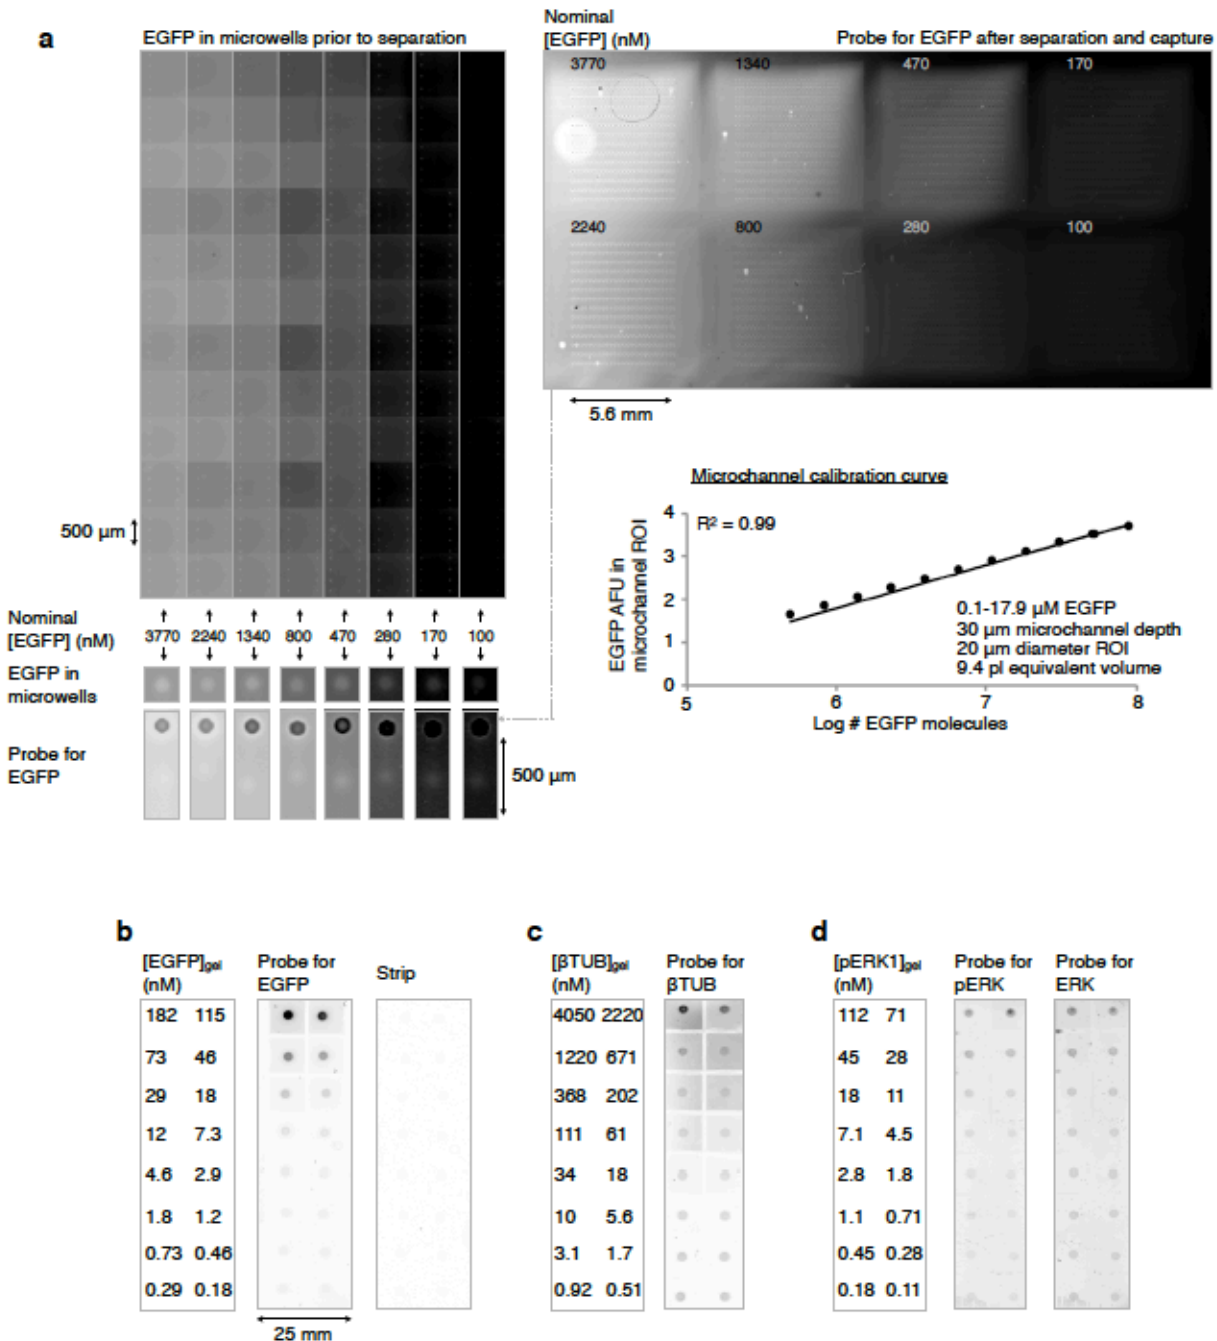 a
EGFP in microwells prior to separation
500 µm
Nominal
[EGFP] (nM)
3770 2240 1340 800 470 280 170 100
EGFP in
microwells
Probe for
EGFP
500 µm
Nominal
[EGFP] (nM)
Probe for EGFP after separation and capture
3770 1340 470 170
2240 800 280 100
5.6 mm
Microchannel calibration curve
R² = 0.99
EGFP AFU in
microchannel ROI
4
3
2
1
0
0.1-17.9 µM EGFP
30 µm microchannel depth
20 µm diameter ROI
9.4 pl equivalent volume
5 6 7 8
Log # EGFP molecules
b
[EGFP]gel
(nM)
Probe for
EGFP
Strip
182 115
73 46
29 18
12 7.3
4.6 2.9
1.8 1.2
0.73 0.46
0.29 0.18
25 mm
c
[βTUB]gel
(nM)
Probe for
βTUB
4050 2220
1220 671
368 202
111 61
34 18
10 5.6
3.1 1.7
0.92 0.51
d
[pERK1]gel
(nM)
Probe for
pERK
Probe for
ERK
112 71
45 28
18 11
7.1 4.5
2.8 1.8
1.1 0.71
0.45 0.28
0.18 0.11